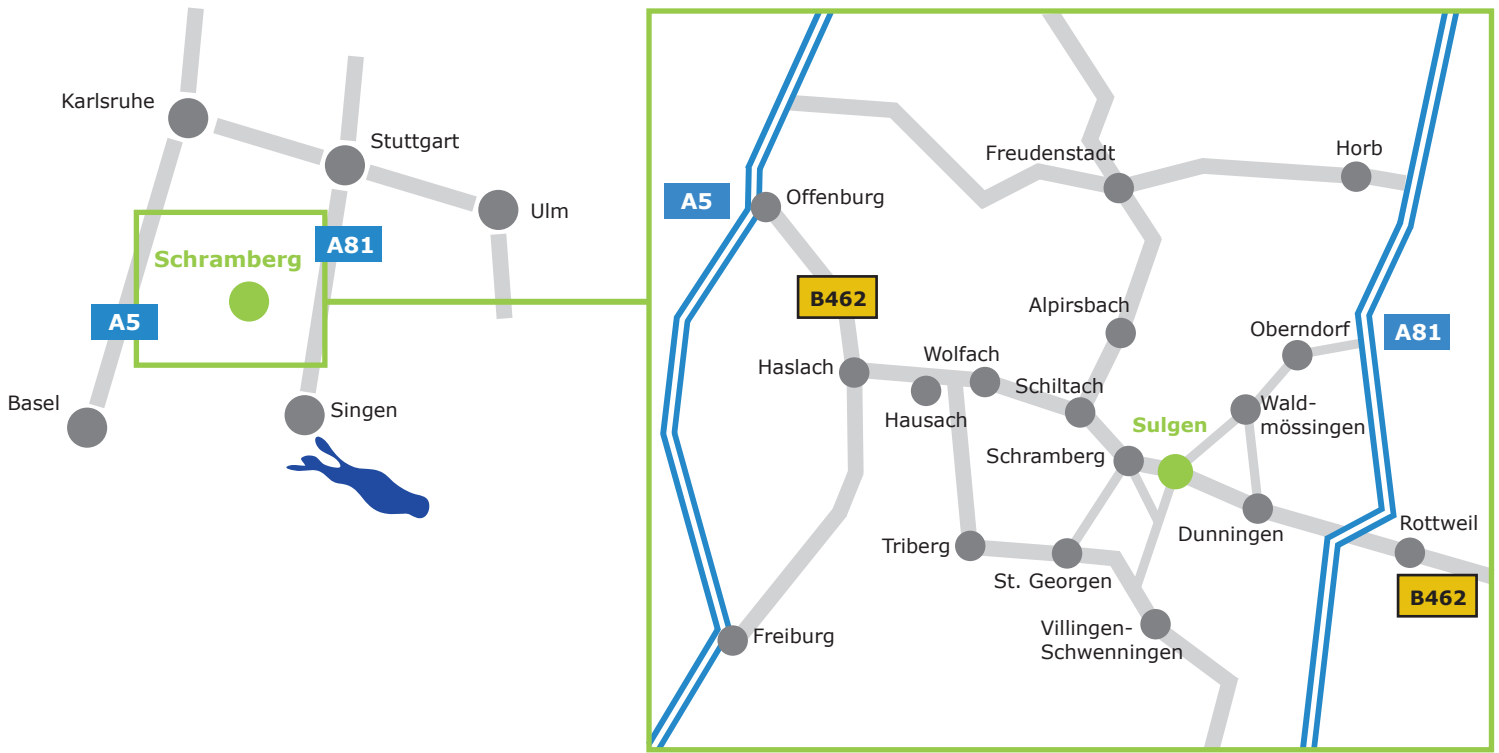 Karlsruhe
Stuttgart
Ulm
A81
Schramberg
A5
Basel
Singen
A5
Offenburg
Freudenstadt
Horb
B462
Alpirsbach
Oberndorf
A81
Haslach
Wolfach
Schiltach
Hausach
Wald-
mössingen
Sulgen
Schramberg
Dunningen
Rottweil
Triberg
St. Georgen
B462
Freiburg
Villingen-
Schwenningen